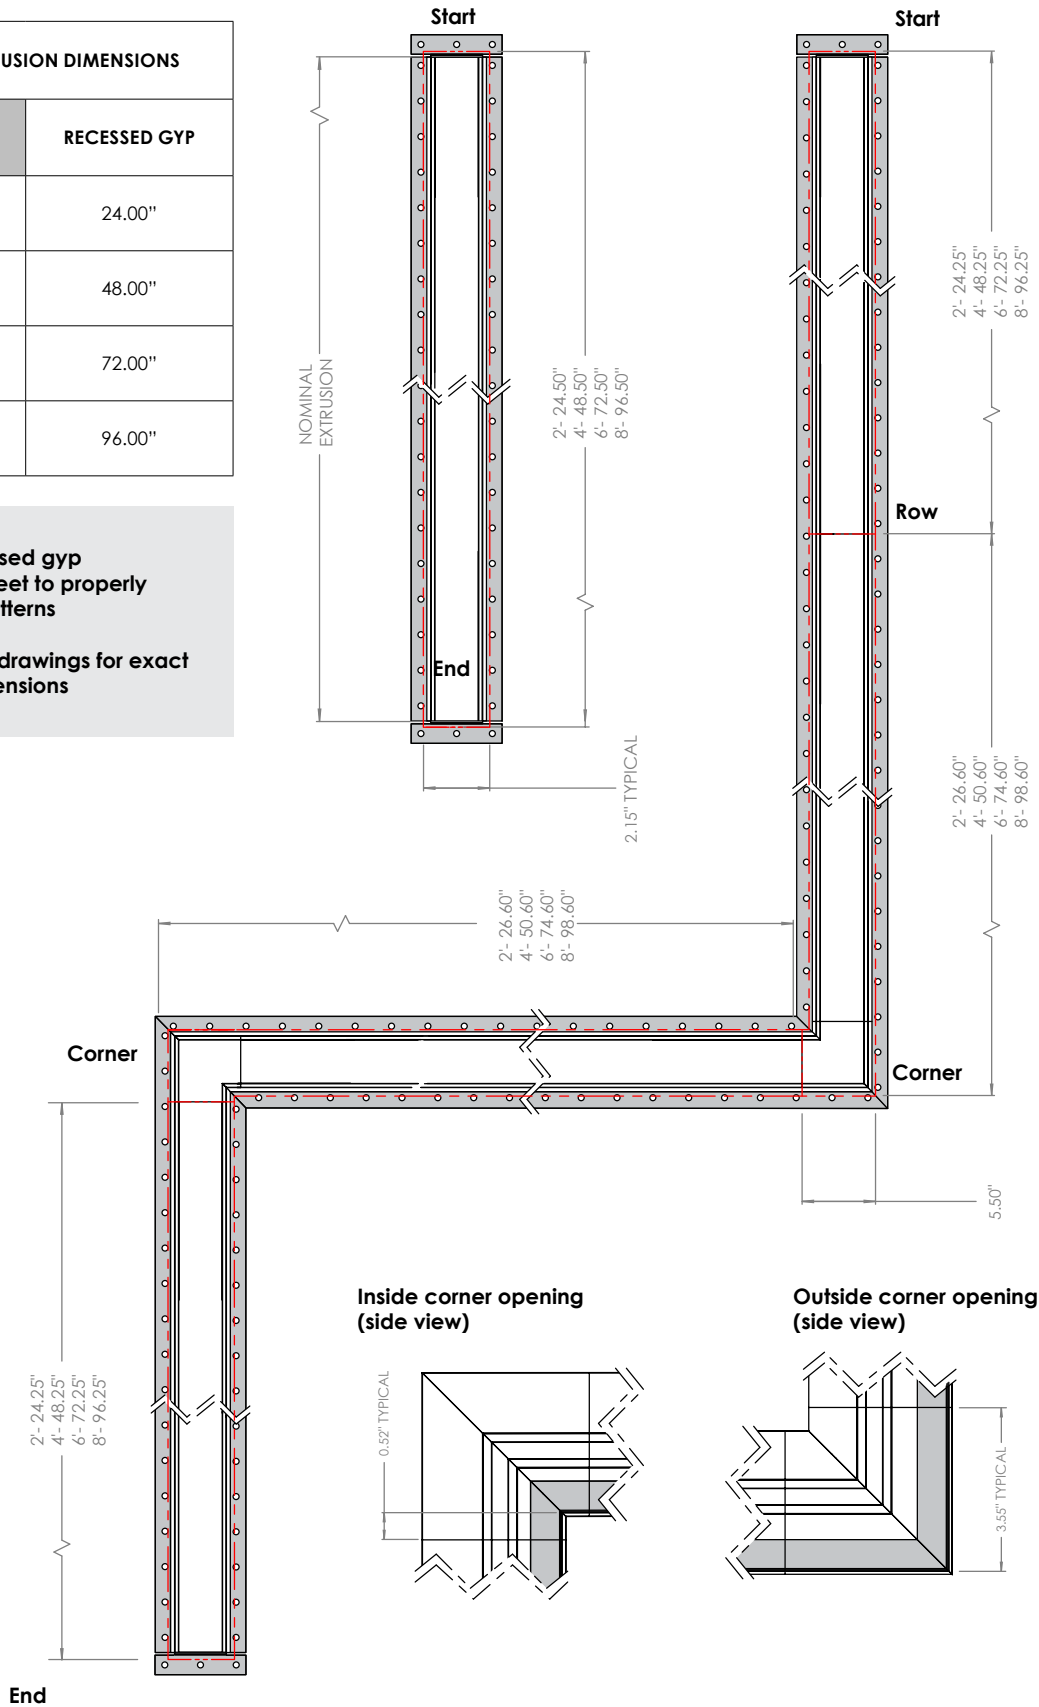 Start
Start
USION DIMENSIONS
RECESSED GYP
24.00"
48.00"
72.00"
96.00"
sed gyp
eet to properly
tterns
drawings for exact
ensions
NOMINAL
EXTRUSION
2'- 24.50"
4'- 48.50"
6'- 72.50"
8'- 96.50"
End
2.15" TYPICAL
2'- 24.25"
4'- 48.25"
6'- 72.25"
8'- 96.25"
Row
2'- 26.60"
4'- 50.60"
6'- 74.60"
8'- 98.60"
2'- 26.60"
4'- 50.60"
6'- 74.60"
8'- 98.60"
Corner
Corner
5.50"
2'- 24.25"
4'- 48.25"
6'- 72.25"
8'- 96.25"
Inside corner opening
(side view)
0.52" TYPICAL
Outside corner opening
(side view)
3.55" TYPICAL
End